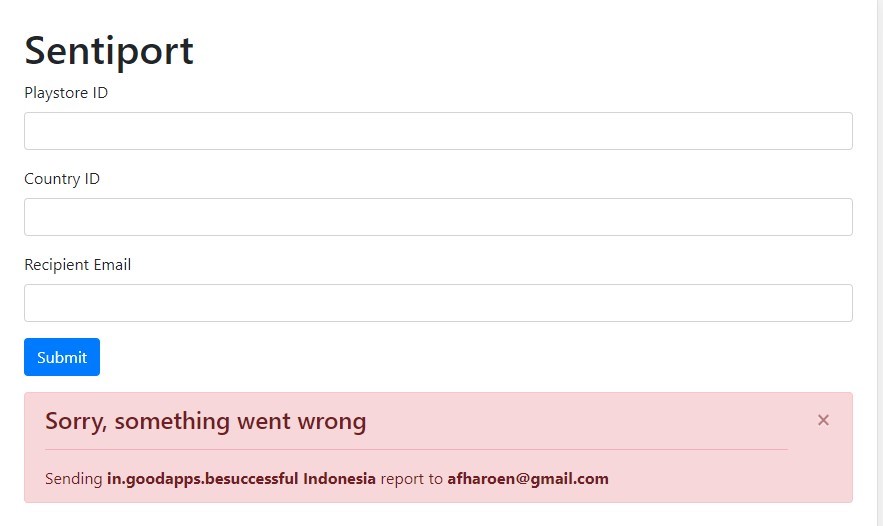 Sentiport
Playstore ID
Country ID
Recipient Email
Submit
Sorry, something went wrong
×
Sending in.goodapps.besuccessful Indonesia report to afharoen@gmail.com